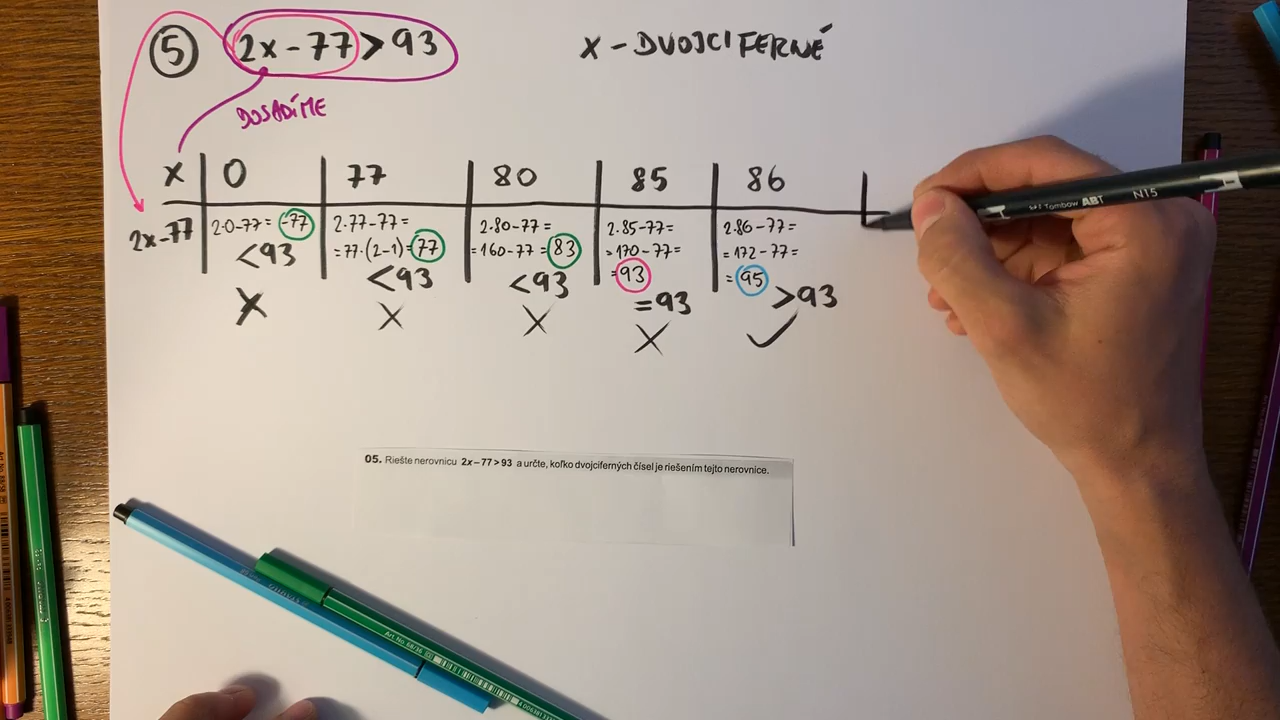 5 2x-77>93 X-DVOJCIFERNÉ
DOSADÍME
X 0 77 80 85 86
2x-77 2·0-77= -77 2·77-77= 2·80-77= 2·85-77= 2·86-77=
<93 =77·(2-1)=77 =160-77=83 =170-77= =172-77=
<93 <93 =93 =95
=93 >93
05. Riešte nerovnicu 2x–77>93 a určte, koľko dvojciferných čísel je riešením tejto nerovnice.
Tombow ABT N15